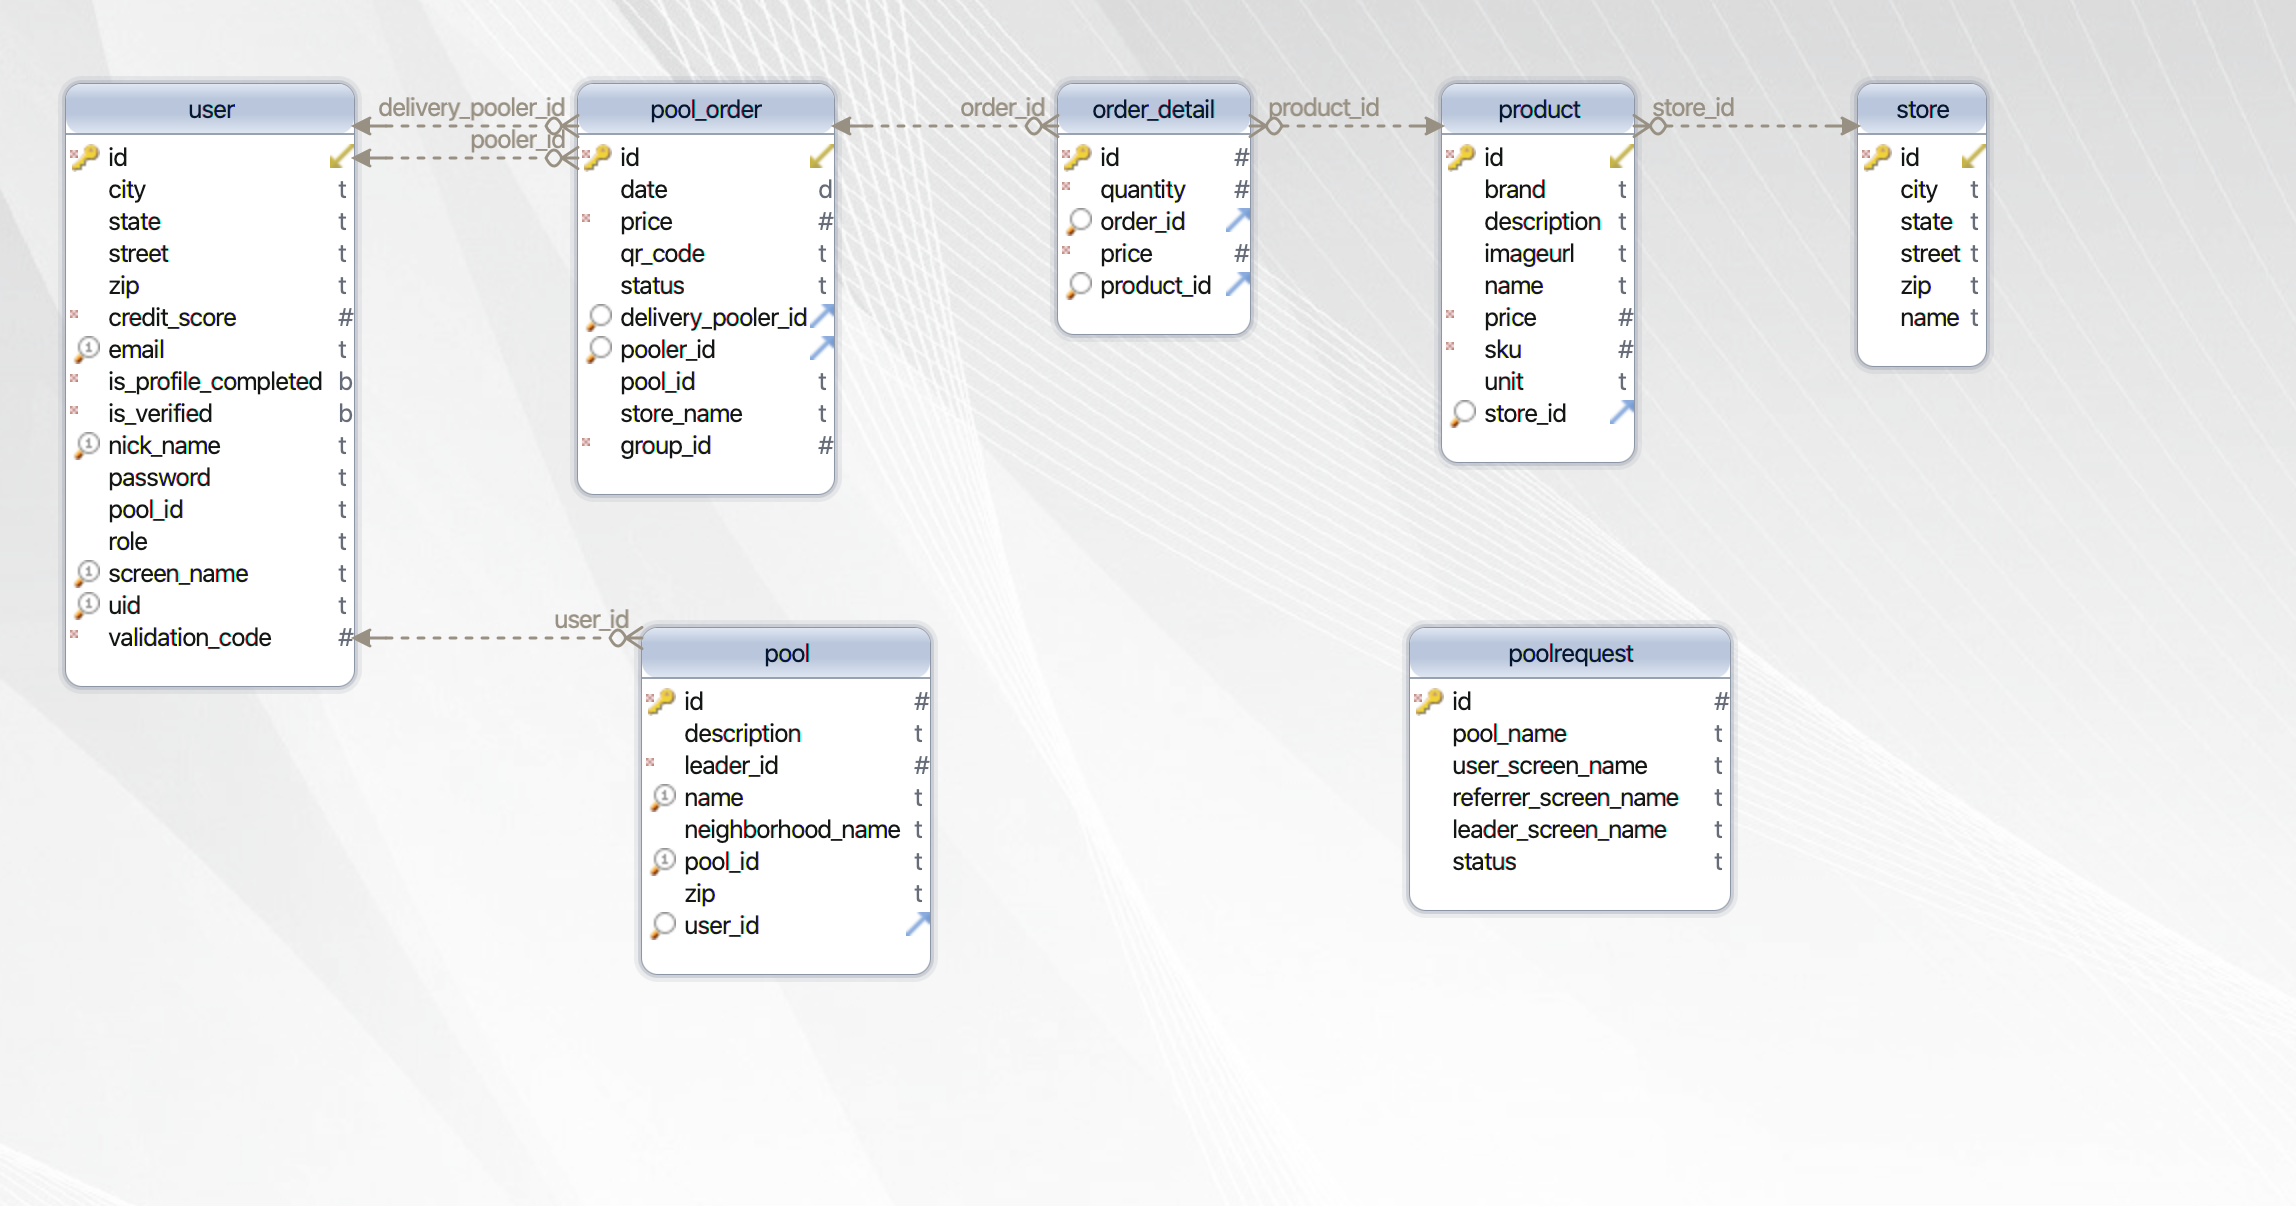 user
id
city t
state t
street t
zip t
credit_score #
email t
is_profile_completed b
is_verified b
nick_name t
password t
pool_id t
role t
screen_name t
uid t
validation_code #
delivery_pooler_id
pooler_id
pool_order
id
date d
price #
qr_code t
status t
delivery_pooler_id
pooler_id
pool_id t
store_name t
group_id #
order_id
order_detail
id #
quantity #
order_id
price #
product_id
product_id
product
id
brand t
description t
imageurl t
name t
price #
sku #
unit t
store_id
store_id
store
id
city t
state t
street t
zip t
name t
user_id
pool
id #
description t
leader_id #
name t
neighborhood_name t
pool_id t
zip t
user_id
poolrequest
id #
pool_name t
user_screen_name t
referrer_screen_name t
leader_screen_name t
status t